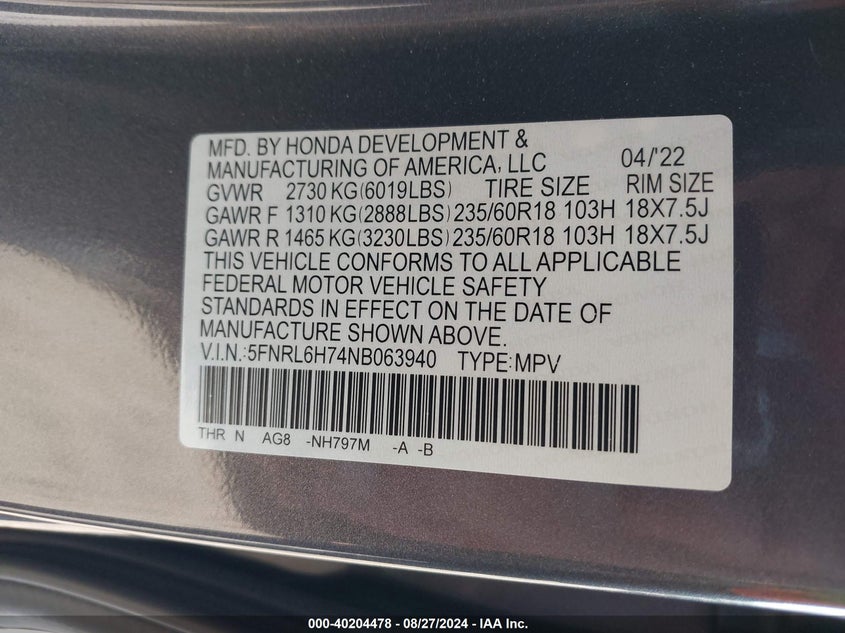 MFD. BY HONDA DEVELOPMENT &
MANUFACTURING OF AMERICA, LLC 04/'22
GVWR 2730 KG(6019LBS) TIRE SIZE RIM SIZE
GAWR F 1310 KG(2888LBS) 235/60R18 103H 18X7.5J
GAWR R 1465 KG(3230LBS) 235/60R18 103H 18X7.5J
THIS VEHICLE CONFORMS TO ALL APPLICABLE
FEDERAL MOTOR VEHICLE SAFETY
STANDARDS IN EFFECT ON THE DATE OF
MANUFACTURE SHOWN ABOVE.
V.I.N.:5FNRL6H74NB063940 TYPE:MPV
THR N AG8 -NH797M -A -B
000-40204478 - 08/27/2024 - IAA Inc.